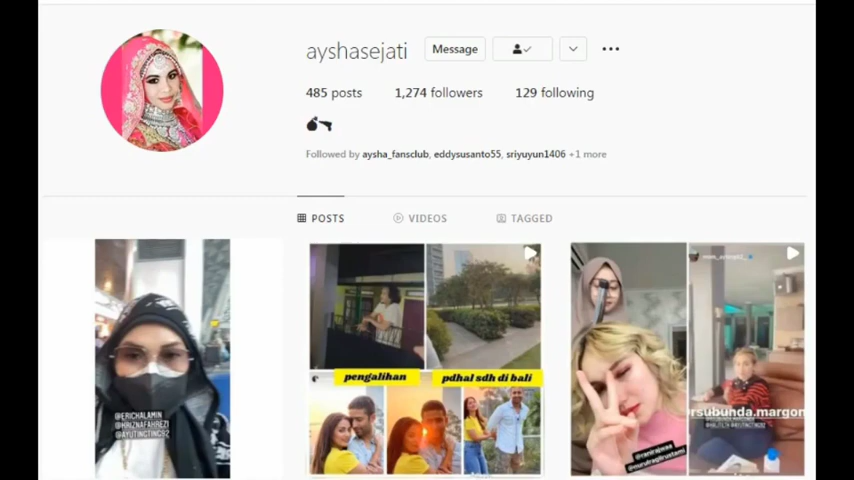 ayshasejati
Message
485 posts
1,274 followers
129 following
Followed by aysha_fansclub, eddysusanto55, sriyuyun1406 +1 more
POSTS
VIDEOS
TAGGED
@ERICHALAMIN
@KRIZNAFAHREZI
@AYUTINGTING92
pengalihan
pdhal sdh di bali
rsubunda.margon